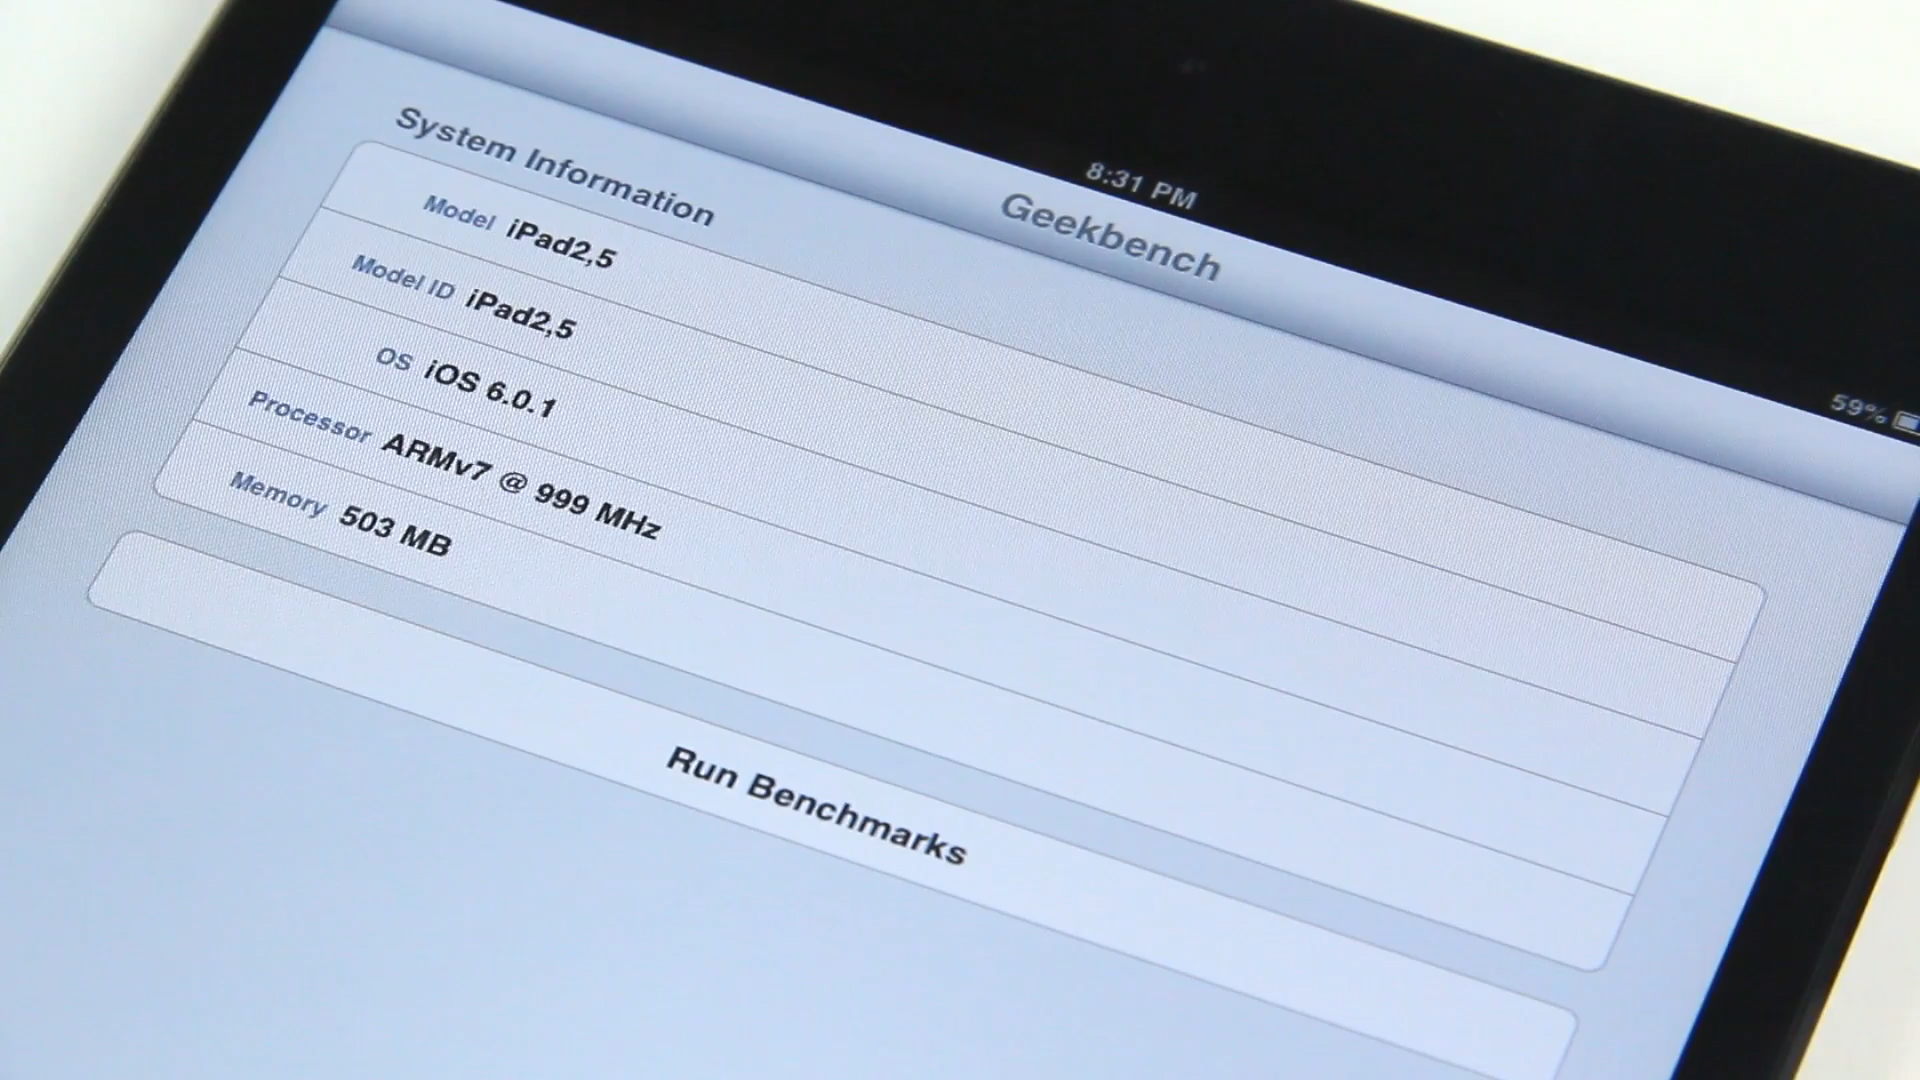 8:31 PM
59%
Geekbench
System Information
Model iPad2,5
Model ID iPad2,5
OS iOS 6.0.1
Processor ARMv7 @ 999 MHz
Memory 503 MB
Run Benchmarks